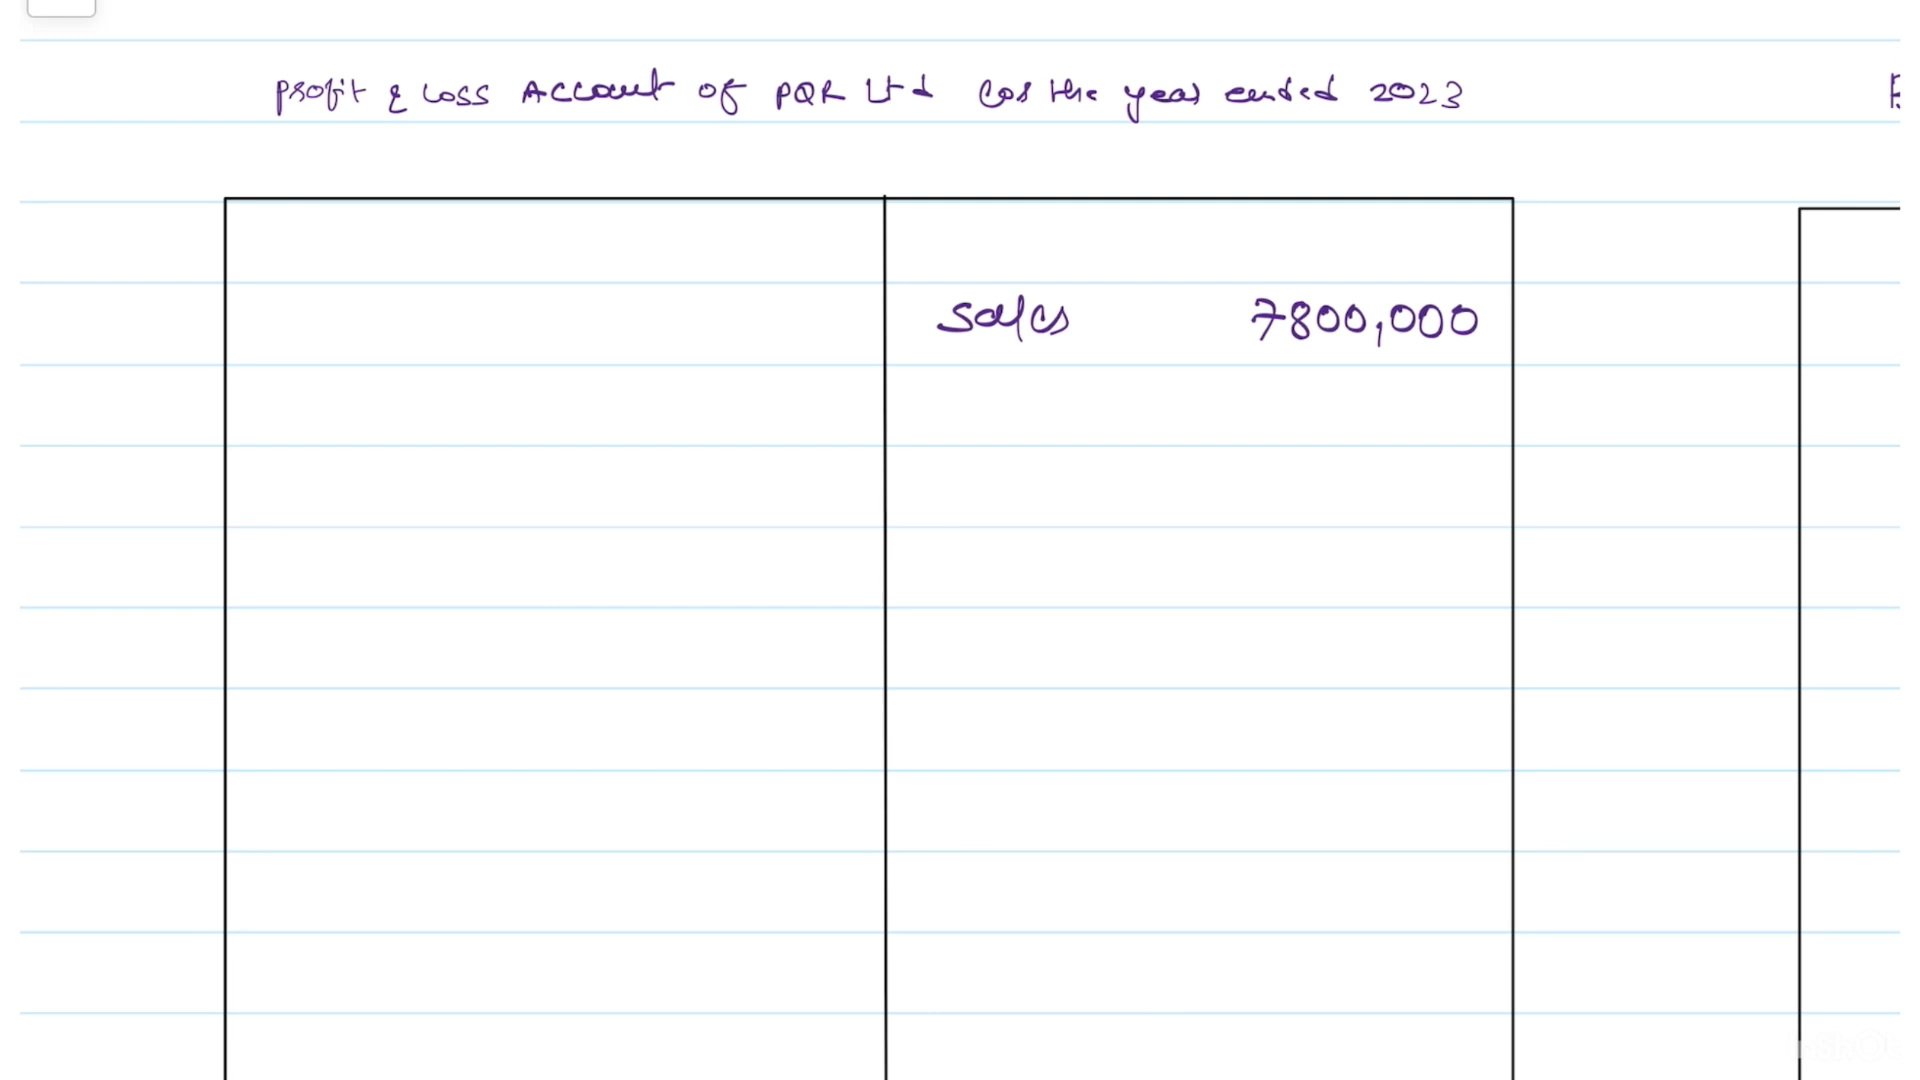 Profit & Loss Account of PQR Ltd for the year ended 2023
Sales 7800,000